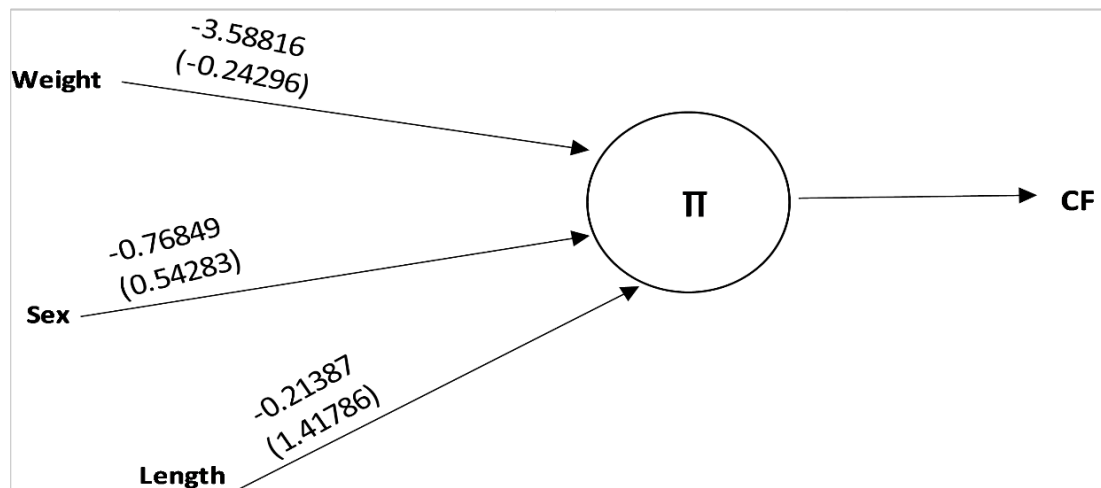 -3.58816
(-0.24296)
Weight
π
CF
-0.76849
(0.54283)
Sex
-0.21387
(1.41786)
Length